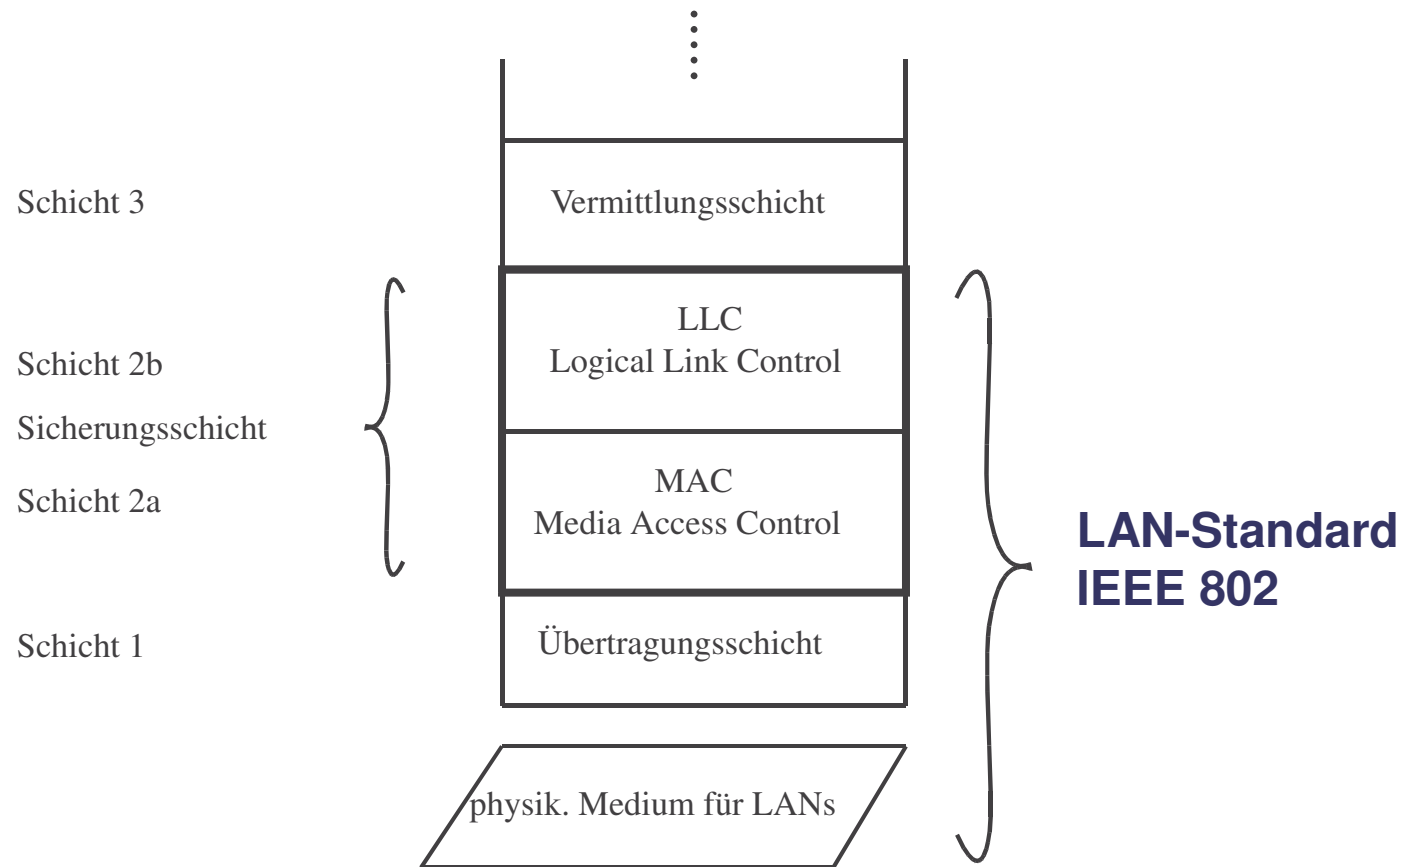 Schicht 3
Vermittlungsschicht
LLC
Logical Link Control
Schicht 2b
Sicherungsschicht
MAC
Media Access Control
Schicht 2a
LAN-Standard
IEEE 802
Schicht 1
Übertragungsschicht
physik. Medium für LANs